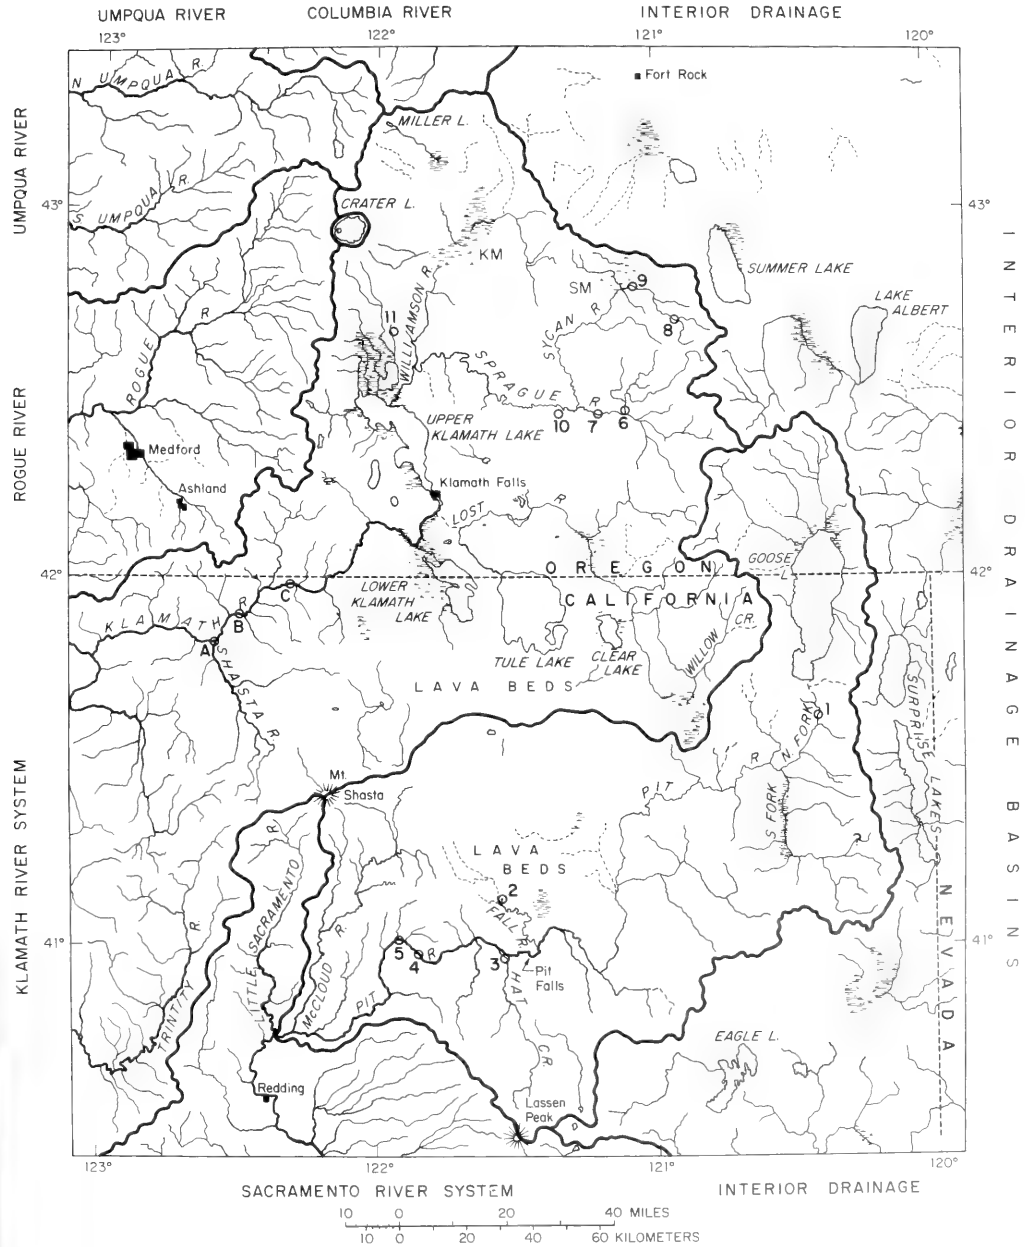 UMPQUA RIVER COLUMBIA RIVER INTERIOR DRAINAGE
123° 122° 121° 120°
N UMPQUA R.
Fort Rock
MILLER L.
UMPQUA RIVER
S UMPQUA R.
43° 43°
CRATER L.
KM
SUMMER LAKE
SM 9
LAKE
ALBERT
WILLIAMSON R.
SYCAN R
11
8
ROGUE R
SPRAGUE R
ROGUE RIVER
10 7 6
UPPER
KLAMATH LAKE
Medford
Ashland
Klamath Falls
LOST R
GOOSE
L
42° OREGON 42°
CALIFORNIA
LOWER
KLAMATH
LAKE
C
B
A
KLAMATH R
SHASTA R
TULE LAKE
CLEAR
LAKE
WILLOW CR.
LAVA BEDS
SURPRISE LAKES
1
N FORK
PIT R
S FORK
Mt.
Shasta
KLAMATH RIVER SYSTEM
LAVA
BEDS
2
FALL R.
LITTLE SACRAMENTO R
McCLOUD R.
TRINITY R.
41° 41°
5
4
3
R
PIT
Pit
Falls
HAT CR.
NEVADA
INTERIOR DRAINAGE BASINS
EAGLE L.
Redding
Lassen
Peak
123° 122° 121° 120°
SACRAMENTO RIVER SYSTEM INTERIOR DRAINAGE
10 0 20 40 MILES
10 0 20 40 60 KILOMETERS